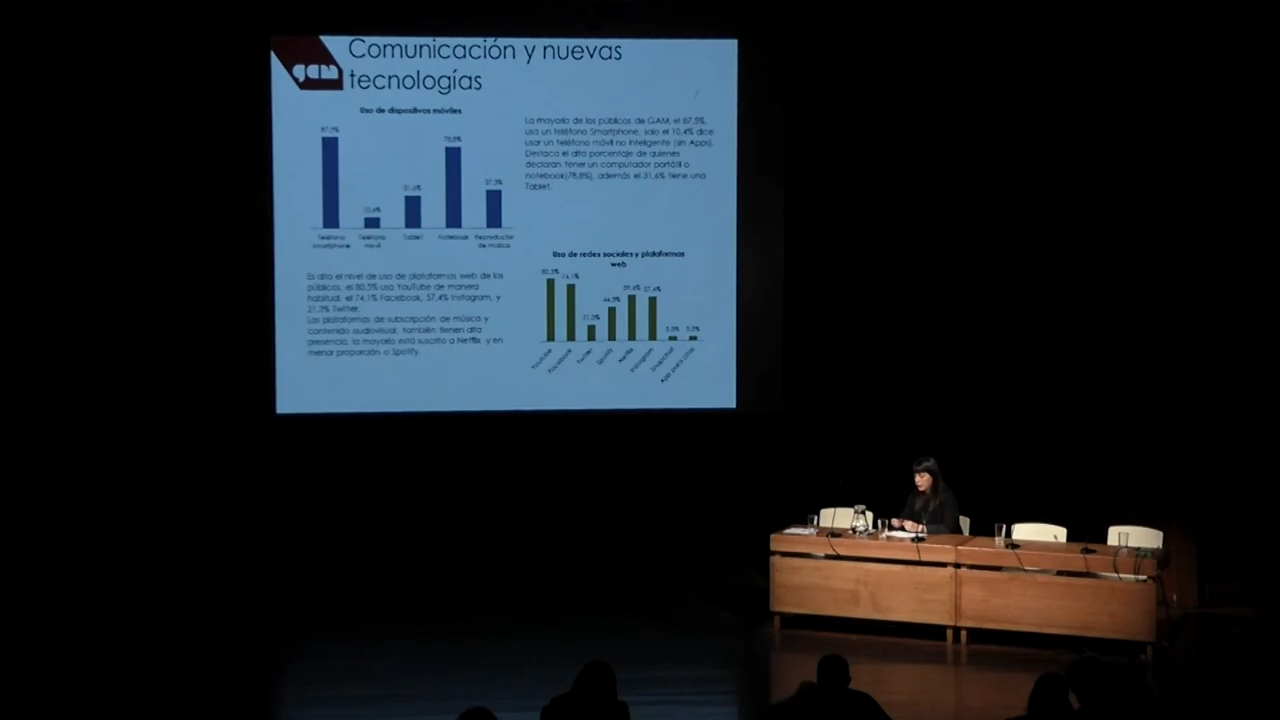 gam
Comunicación y nuevas
tecnologías
Uso de dispositivos móviles
87,5%
10,4%
31,6%
78,8%
37,3%
Teléfono smartphone
Teléfono movil
Tablet
Notebook
Reproductor de música
La mayoría de los públicos de GAM, el 87,5%,
usa un teléfono Smartphone, solo el 10,4% dice
usar un teléfono móvil no inteligente (sin Apps).
Destaca el alto porcentaje de quienes
declaran tener un computador portátil o
notebook(78,8%), además el 31,6% tiene una
Tablet.
Es alto el nivel de uso de plataformas web de los
públicos, el 80,5% usa YouTube de manera
habitual, el 74,1% Facebook, 57,4% Instagram, y
21,3% Twitter.
Las plataformas de subscripción de música y
contenido audiovisual, también tienen alta
presencia, la mayoría está suscrito a Netflix y en
menor proporción a Spotify.
Uso de redes sociales y plataformas
web
80,5%
74,1%
21,3%
44,3%
59,4%
57,4%
Youtube
Facebook
Twitter
Spotify
Netflix
Instagram
Snapchat
App para citas